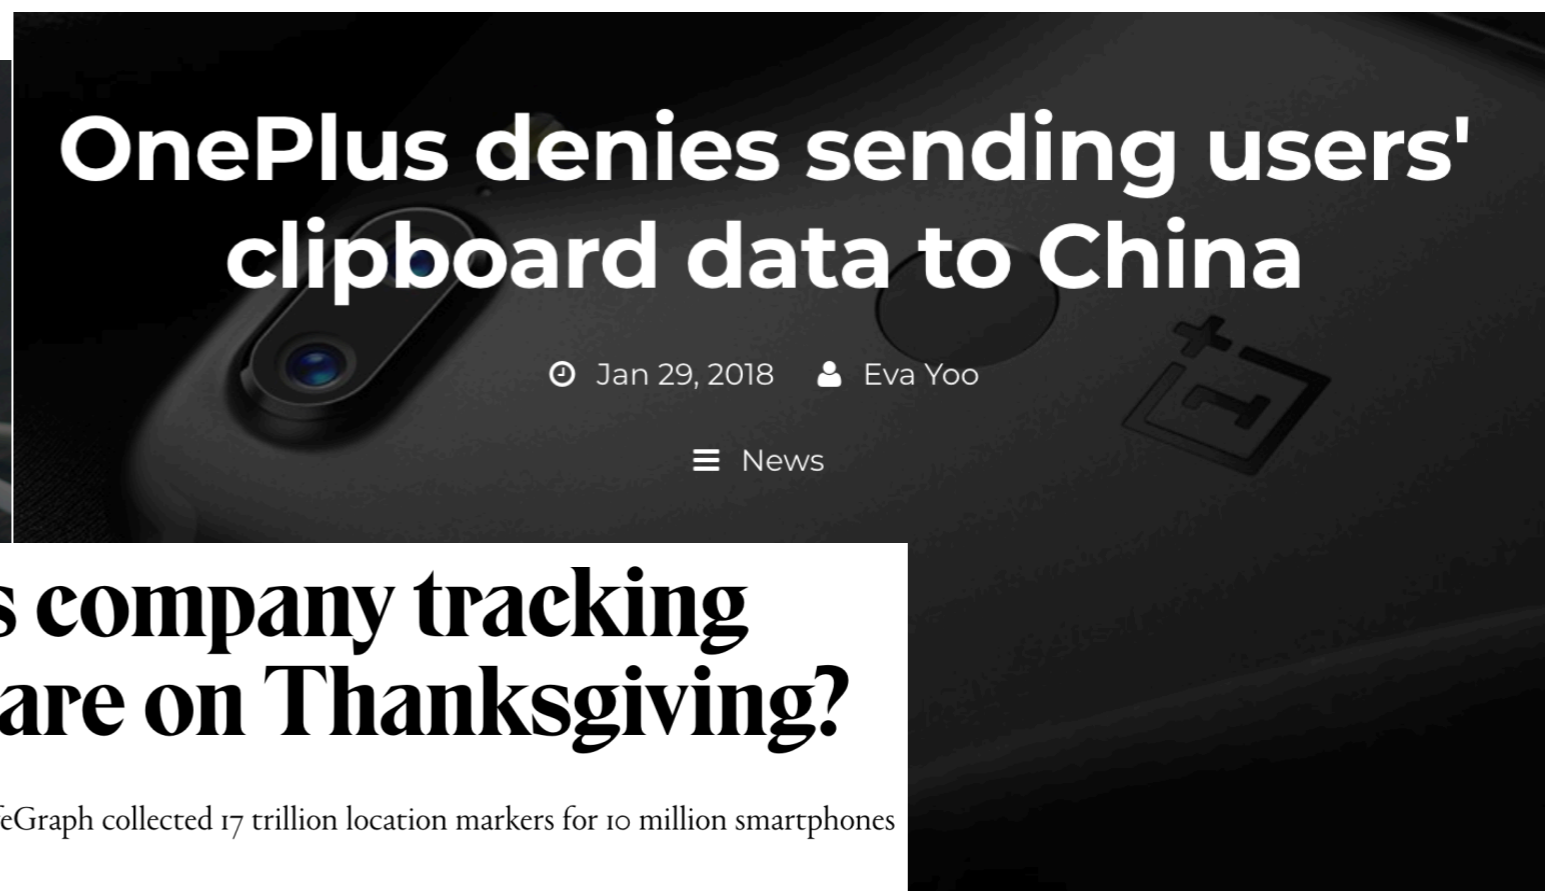 OnePlus denies sending users'
clipboard data to China
Jan 29, 2018 Eva Yoo
News
company tracking
are on Thanksgiving?
collected 17 trillion location markers for 10 million smartphones